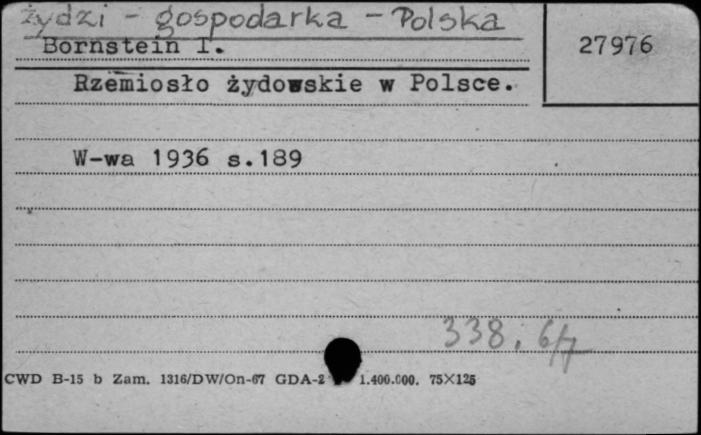 żydzi - gospodarka - Polska
Bornstein I.
27976
Rzemiosło żydowskie w Polsce.
W-wa 1936 s.189
338.6/7
CWD B-15 b Zam. 1316/DW/On-67 GDA-2 1.400.000. 75X125